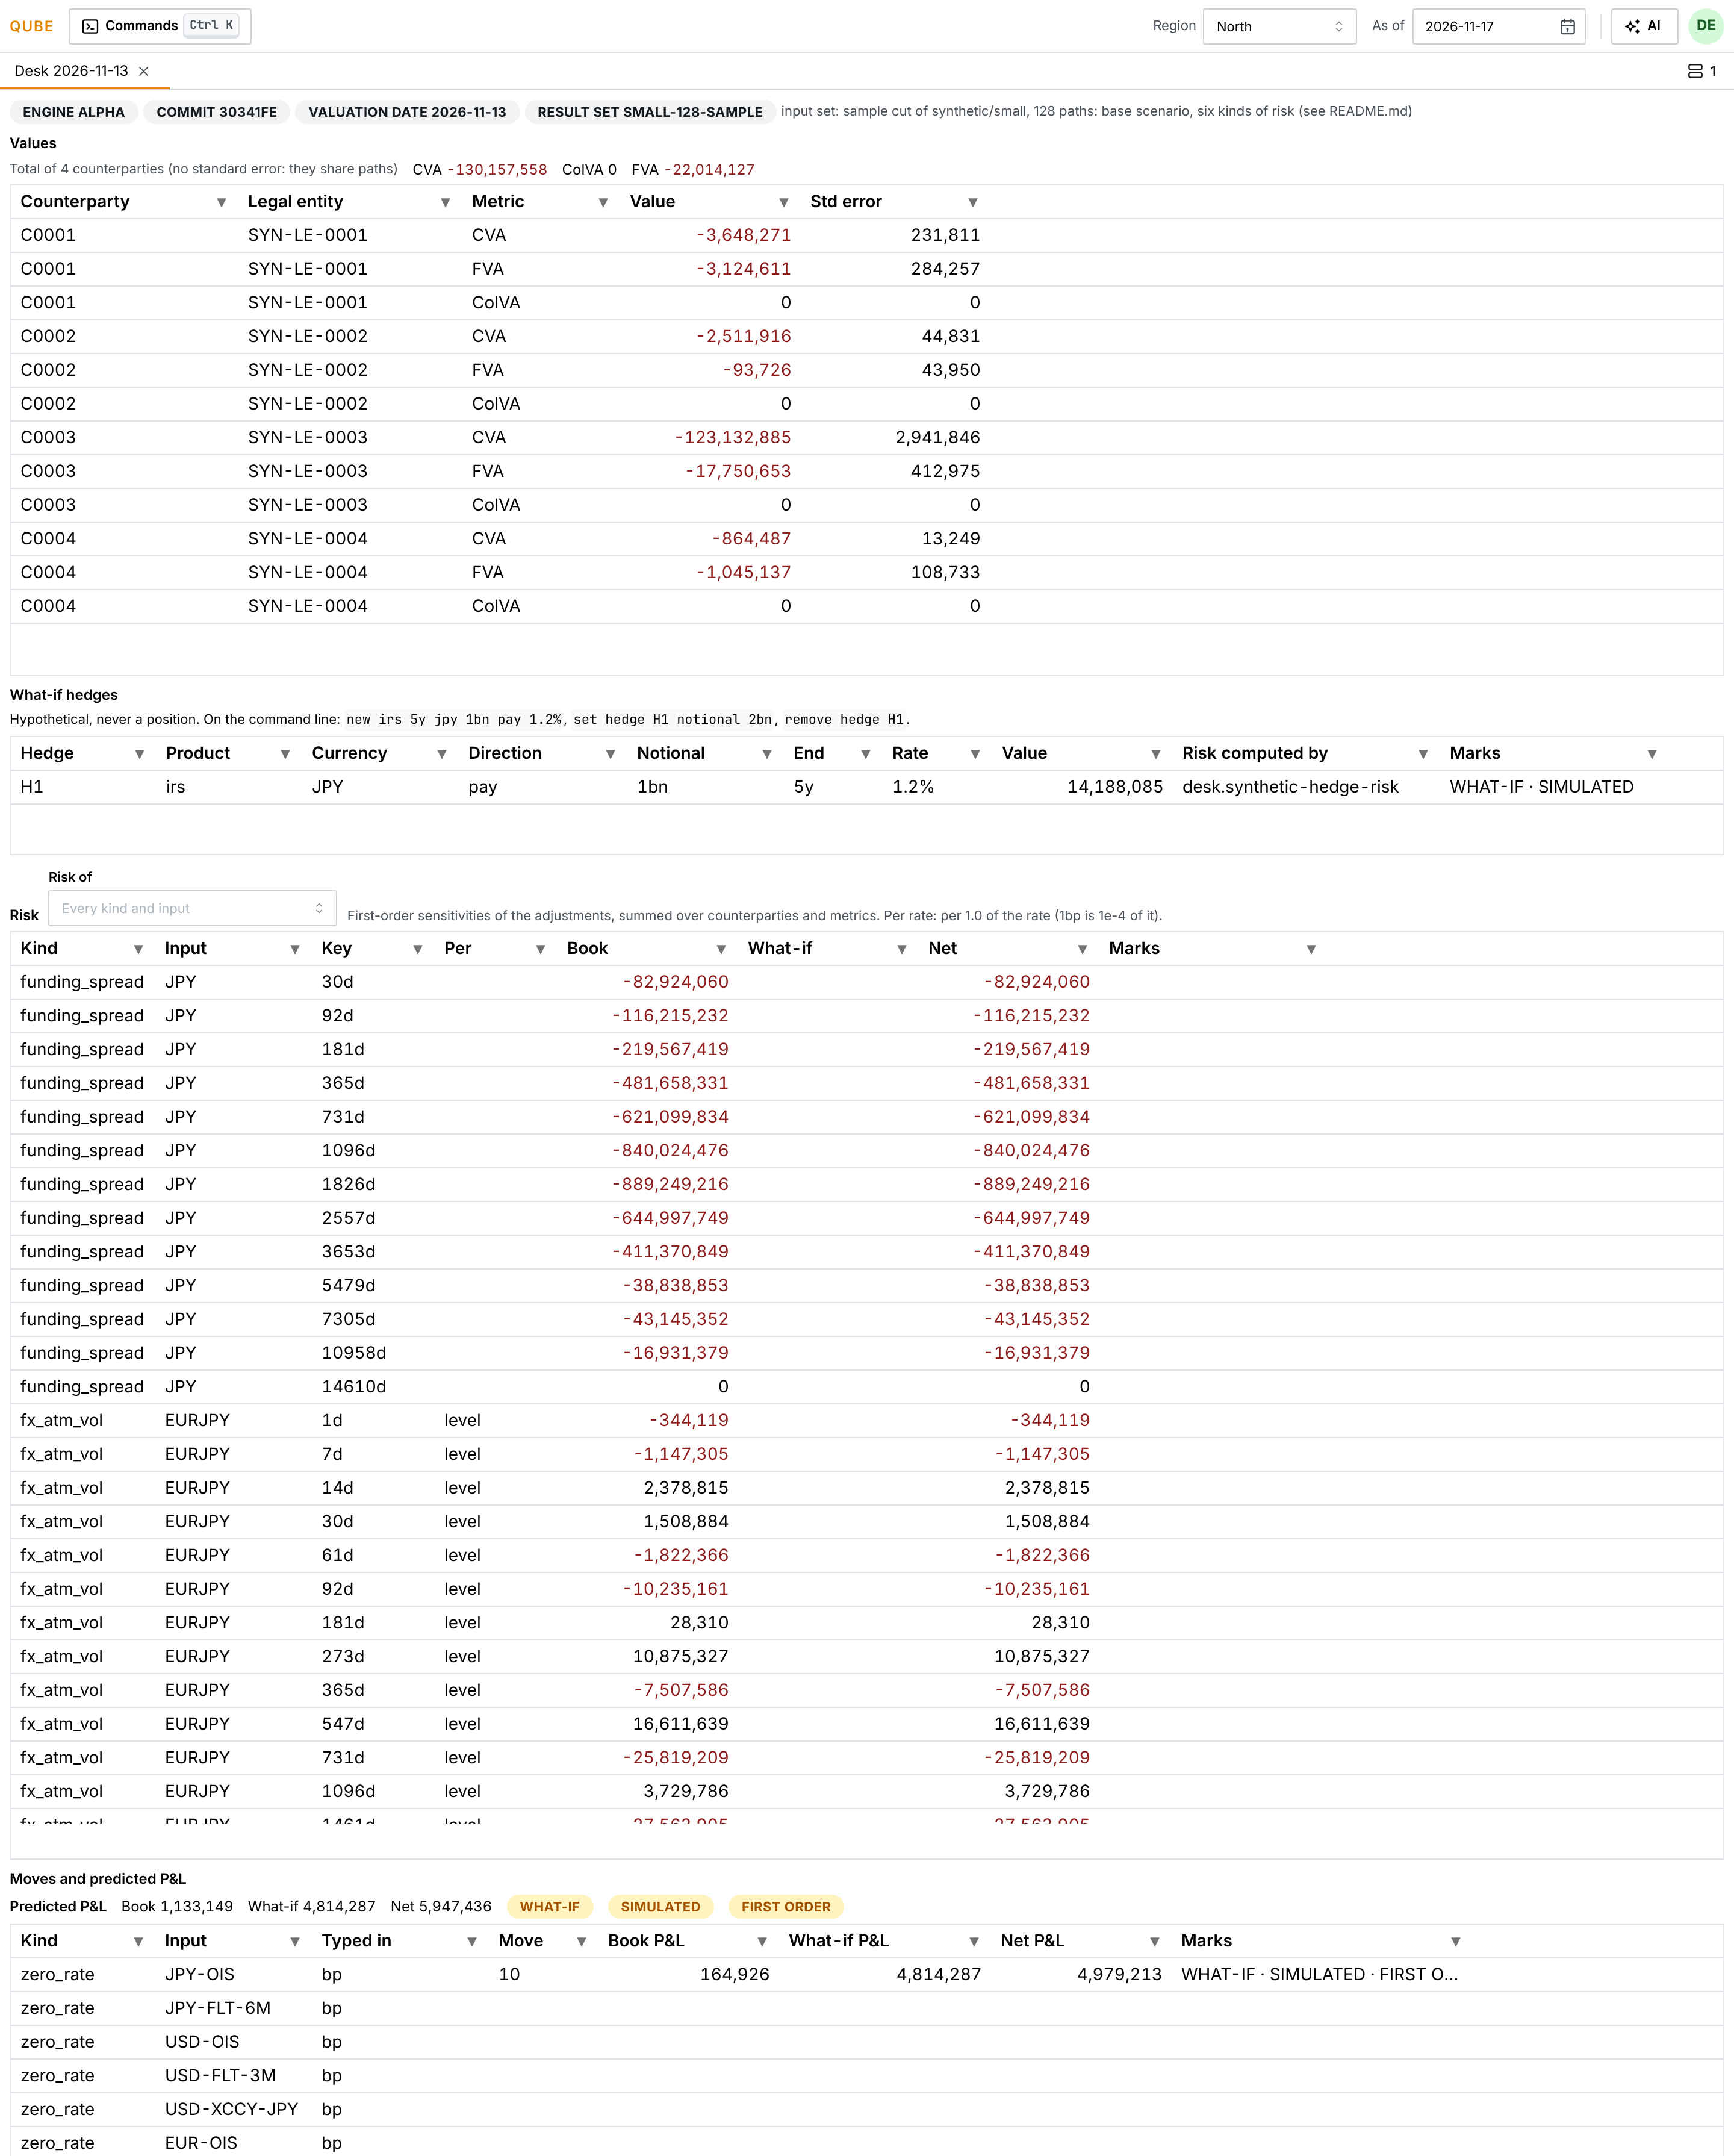 QUBE Commands Ctrl K Region North As of 2026-11-17 AI DE
Desk 2026-11-13 1
ENGINE ALPHA COMMIT 30341FE VALUATION DATE 2026-11-13 RESULT SET SMALL-128-SAMPLE input set: sample cut of synthetic/small, 128 paths: base scenario, six kinds of risk (see README.md)
Values
Total of 4 counterparties (no standard error: they share paths) CVA -130,157,558 ColVA 0 FVA -22,014,127
Counterparty Legal entity Metric Value Std error
C0001 SYN-LE-0001 CVA -3,648,271 231,811
C0001 SYN-LE-0001 FVA -3,124,611 284,257
C0001 SYN-LE-0001 ColVA 0 0
C0002 SYN-LE-0002 CVA -2,511,916 44,831
C0002 SYN-LE-0002 FVA -93,726 43,950
C0002 SYN-LE-0002 ColVA 0 0
C0003 SYN-LE-0003 CVA -123,132,885 2,941,846
C0003 SYN-LE-0003 FVA -17,750,653 412,975
C0003 SYN-LE-0003 ColVA 0 0
C0004 SYN-LE-0004 CVA -864,487 13,249
C0004 SYN-LE-0004 FVA -1,045,137 108,733
C0004 SYN-LE-0004 ColVA 0 0
What-if hedges
Hypothetical, never a position. On the command line: new irs 5y jpy 1bn pay 1.2%, set hedge H1 notional 2bn, remove hedge H1.
Hedge Product Currency Direction Notional End Rate Value Risk computed by Marks
H1 irs JPY pay 1bn 5y 1.2% 14,188,085 desk.synthetic-hedge-risk WHAT-IF · SIMULATED
Risk of
Risk Every kind and input First-order sensitivities of the adjustments, summed over counterparties and metrics. Per rate: per 1.0 of the rate (1bp is 1e-4 of it).
Kind Input Key Per Book What-if Net Marks
funding_spread JPY 30d -82,924,060 -82,924,060
funding_spread JPY 92d -116,215,232 -116,215,232
funding_spread JPY 181d -219,567,419 -219,567,419
funding_spread JPY 365d -481,658,331 -481,658,331
funding_spread JPY 731d -621,099,834 -621,099,834
funding_spread JPY 1096d -840,024,476 -840,024,476
funding_spread JPY 1826d -889,249,216 -889,249,216
funding_spread JPY 2557d -644,997,749 -644,997,749
funding_spread JPY 3653d -411,370,849 -411,370,849
funding_spread JPY 5479d -38,838,853 -38,838,853
funding_spread JPY 7305d -43,145,352 -43,145,352
funding_spread JPY 10958d -16,931,379 -16,931,379
funding_spread JPY 14610d 0 0
fx_atm_vol EURJPY 1d level -344,119 -344,119
fx_atm_vol EURJPY 7d level -1,147,305 -1,147,305
fx_atm_vol EURJPY 14d level 2,378,815 2,378,815
fx_atm_vol EURJPY 30d level 1,508,884 1,508,884
fx_atm_vol EURJPY 61d level -1,822,366 -1,822,366
fx_atm_vol EURJPY 92d level -10,235,161 -10,235,161
fx_atm_vol EURJPY 181d level 28,310 28,310
fx_atm_vol EURJPY 273d level 10,875,327 10,875,327
fx_atm_vol EURJPY 365d level -7,507,586 -7,507,586
fx_atm_vol EURJPY 547d level 16,611,639 16,611,639
fx_atm_vol EURJPY 731d level -25,819,209 -25,819,209
fx_atm_vol EURJPY 1096d level 3,729,786 3,729,786
Moves and predicted P&L
Predicted P&L Book 1,133,149 What-if 4,814,287 Net 5,947,436 WHAT-IF SIMULATED FIRST ORDER
Kind Input Typed in Move Book P&L What-if P&L Net P&L Marks
zero_rate JPY-OIS bp 10 164,926 4,814,287 4,979,213 WHAT-IF · SIMULATED · FIRST O...
zero_rate JPY-FLT-6M bp
zero_rate USD-OIS bp
zero_rate USD-FLT-3M bp
zero_rate USD-XCCY-JPY bp
zero_rate EUR-OIS bp